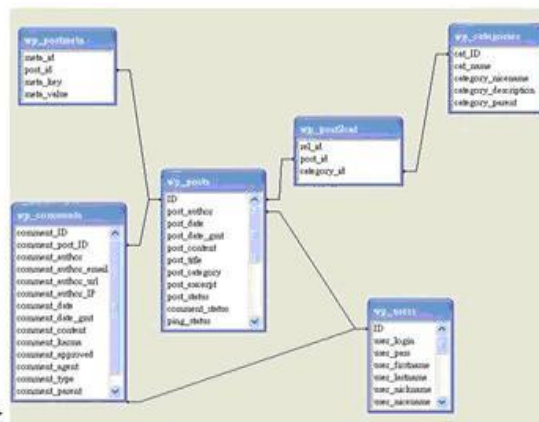 wp_postmeta
meta_id
post_id
meta_key
meta_value
wp_categories
cat_ID
cat_name
category_nicename
category_description
category_parent
wp_post2cat
rel_id
post_id
category_id
wp_posts
ID
post_author
post_date
post_date_gmt
post_content
post_title
post_category
post_excerpt
post_status
comment_status
ping_status
wp_comments
comment_ID
comment_post_ID
comment_author
comment_author_email
comment_author_url
comment_author_IP
comment_date
comment_date_gmt
comment_content
comment_karma
comment_approved
comment_agent
comment_type
comment_parent
wp_users
ID
user_login
user_pass
user_firstname
user_lastname
user_nickname
user_nicename